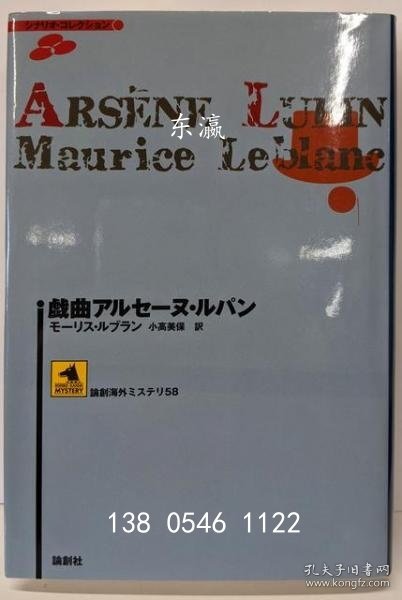 シナリオ・コレクション
ARSÈNE LUPIN
东瀛
Maurice Leblanc
戯曲アルセーヌ・ルパン
モーリス・ルブラン 小高美保 訳
RONSO KAIGAI
MYSTERY
論創海外ミステリ58
138 0546 1122
論創社
孔夫子旧书网